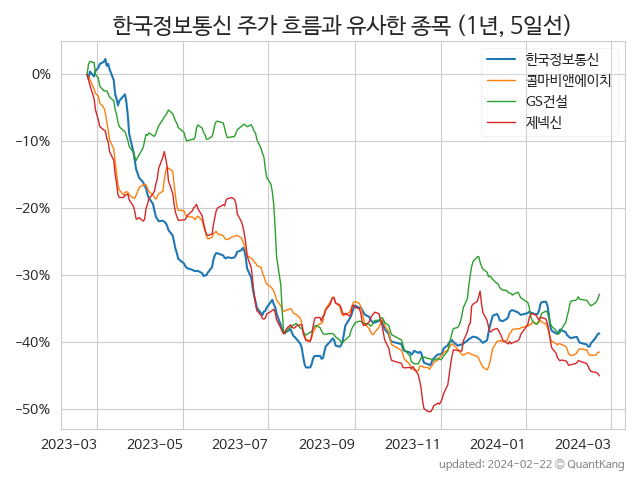 한국정보통신 주가 흐름과 유사한 종목 (1년, 5일선)
한국정보통신
콜마비앤에이치
GS건설
제넥신
0%
−10%
−20%
−30%
−40%
−50%
2023-03 2023-05 2023-07 2023-09 2023-11 2024-01 2024-03
updated: 2024-02-22 © QuantKang